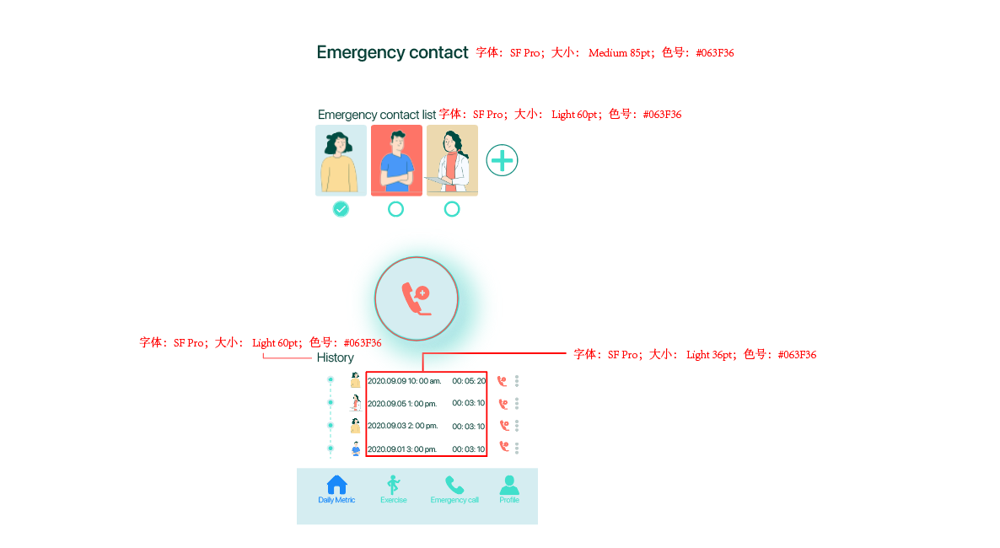 Emergency contact 字体：SF Pro；大小： Medium 85pt；色号：#063F36
Emergency contact list 字体：SF Pro；大小： Light 60pt；色号：#063F36
字体：SF Pro；大小： Light 60pt；色号：#063F36
字体：SF Pro；大小： Light 36pt；色号：#063F36
History
2020.09.09 10: 00 am. 00: 05: 20
2020.09.05 1: 00 pm. 00: 03: 10
2020.09.03 2: 00 pm. 00: 03: 10
2020.09.01 3: 00 pm. 00: 03: 10
Daily Metric Exercise Emergency call Profile